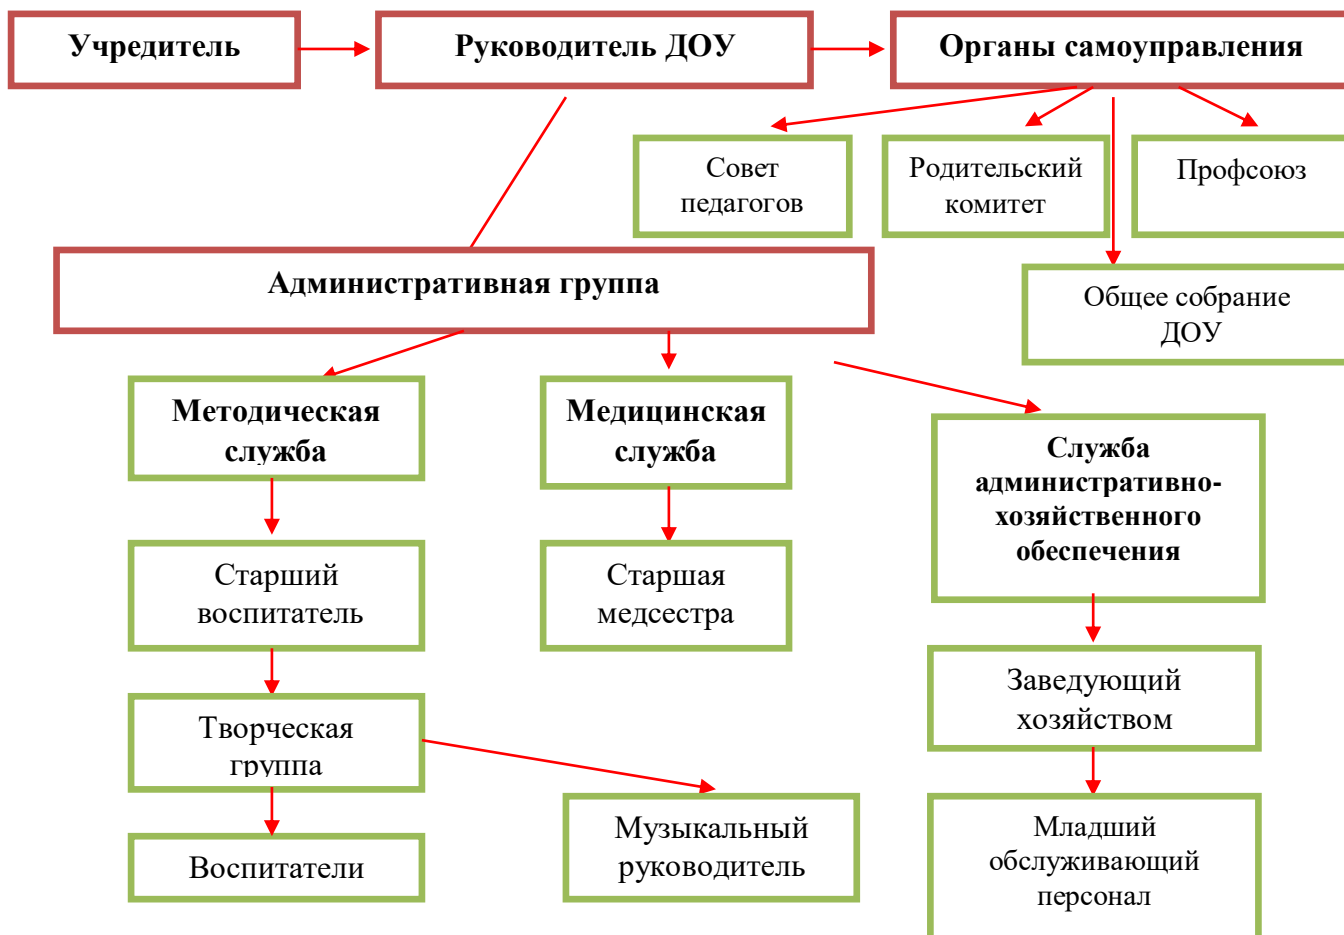 Учредитель
Руководитель ДОУ
Органы самоуправления
Совет
педагогов
Родительский
комитет
Профсоюз
Административная группа
Общее собрание
ДОУ
Методическая
служба
Медицинская
служба
Служба
административно-
хозяйственного
обеспечения
Старший
воспитатель
Старшая
медсестра
Заведующий
хозяйством
Творческая
группа
Музыкальный
руководитель
Младший
обслуживающий
персонал
Воспитатели